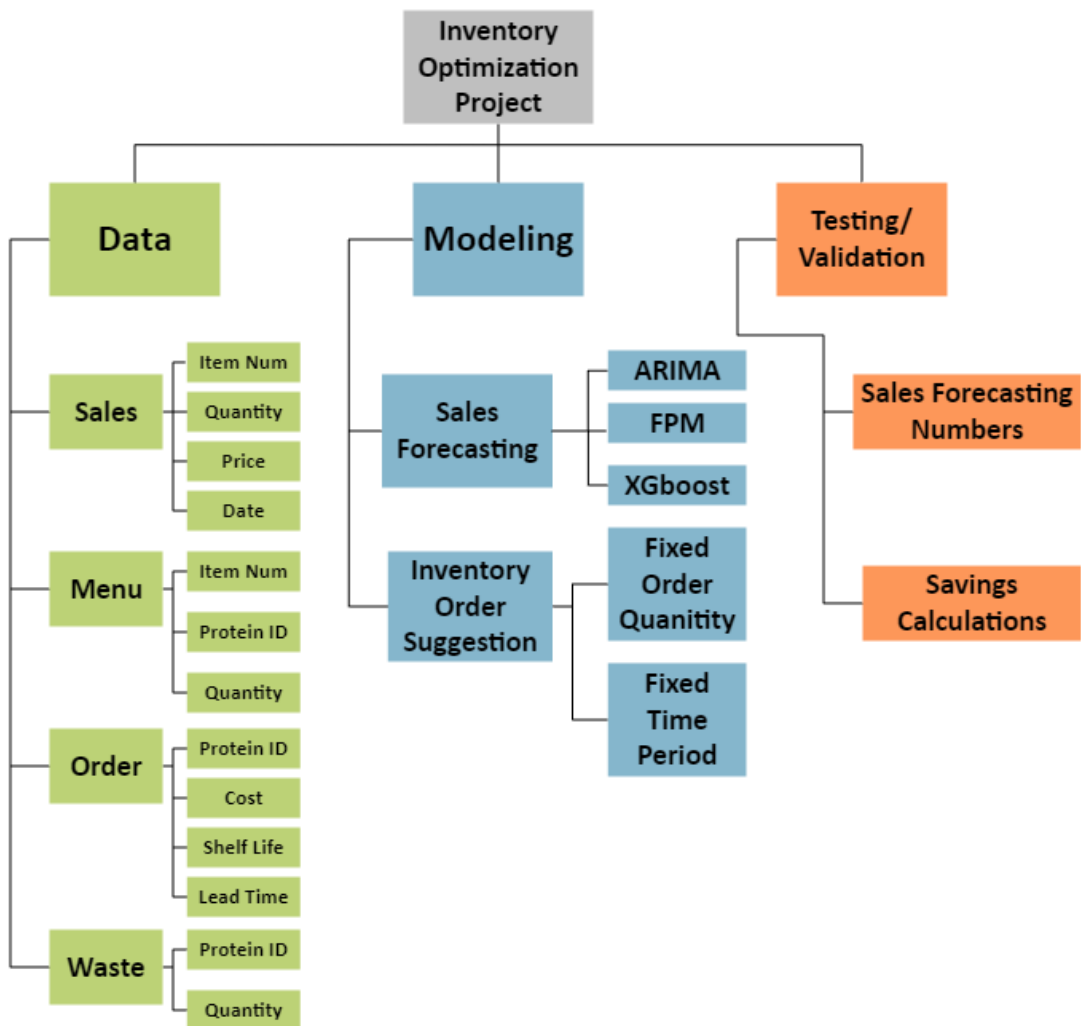 Inventory
Optimization
Project
Data
Modeling
Testing/
Validation
Sales
Item Num
Quantity
Price
Date
Menu
Item Num
Protein ID
Quantity
Order
Protein ID
Cost
Shelf Life
Lead Time
Waste
Protein ID
Quantity
Sales
Forecasting
ARIMA
FPM
XGboost
Inventory
Order
Suggestion
Fixed
Order
Quanitity
Fixed
Time
Period
Sales Forecasting
Numbers
Savings
Calculations